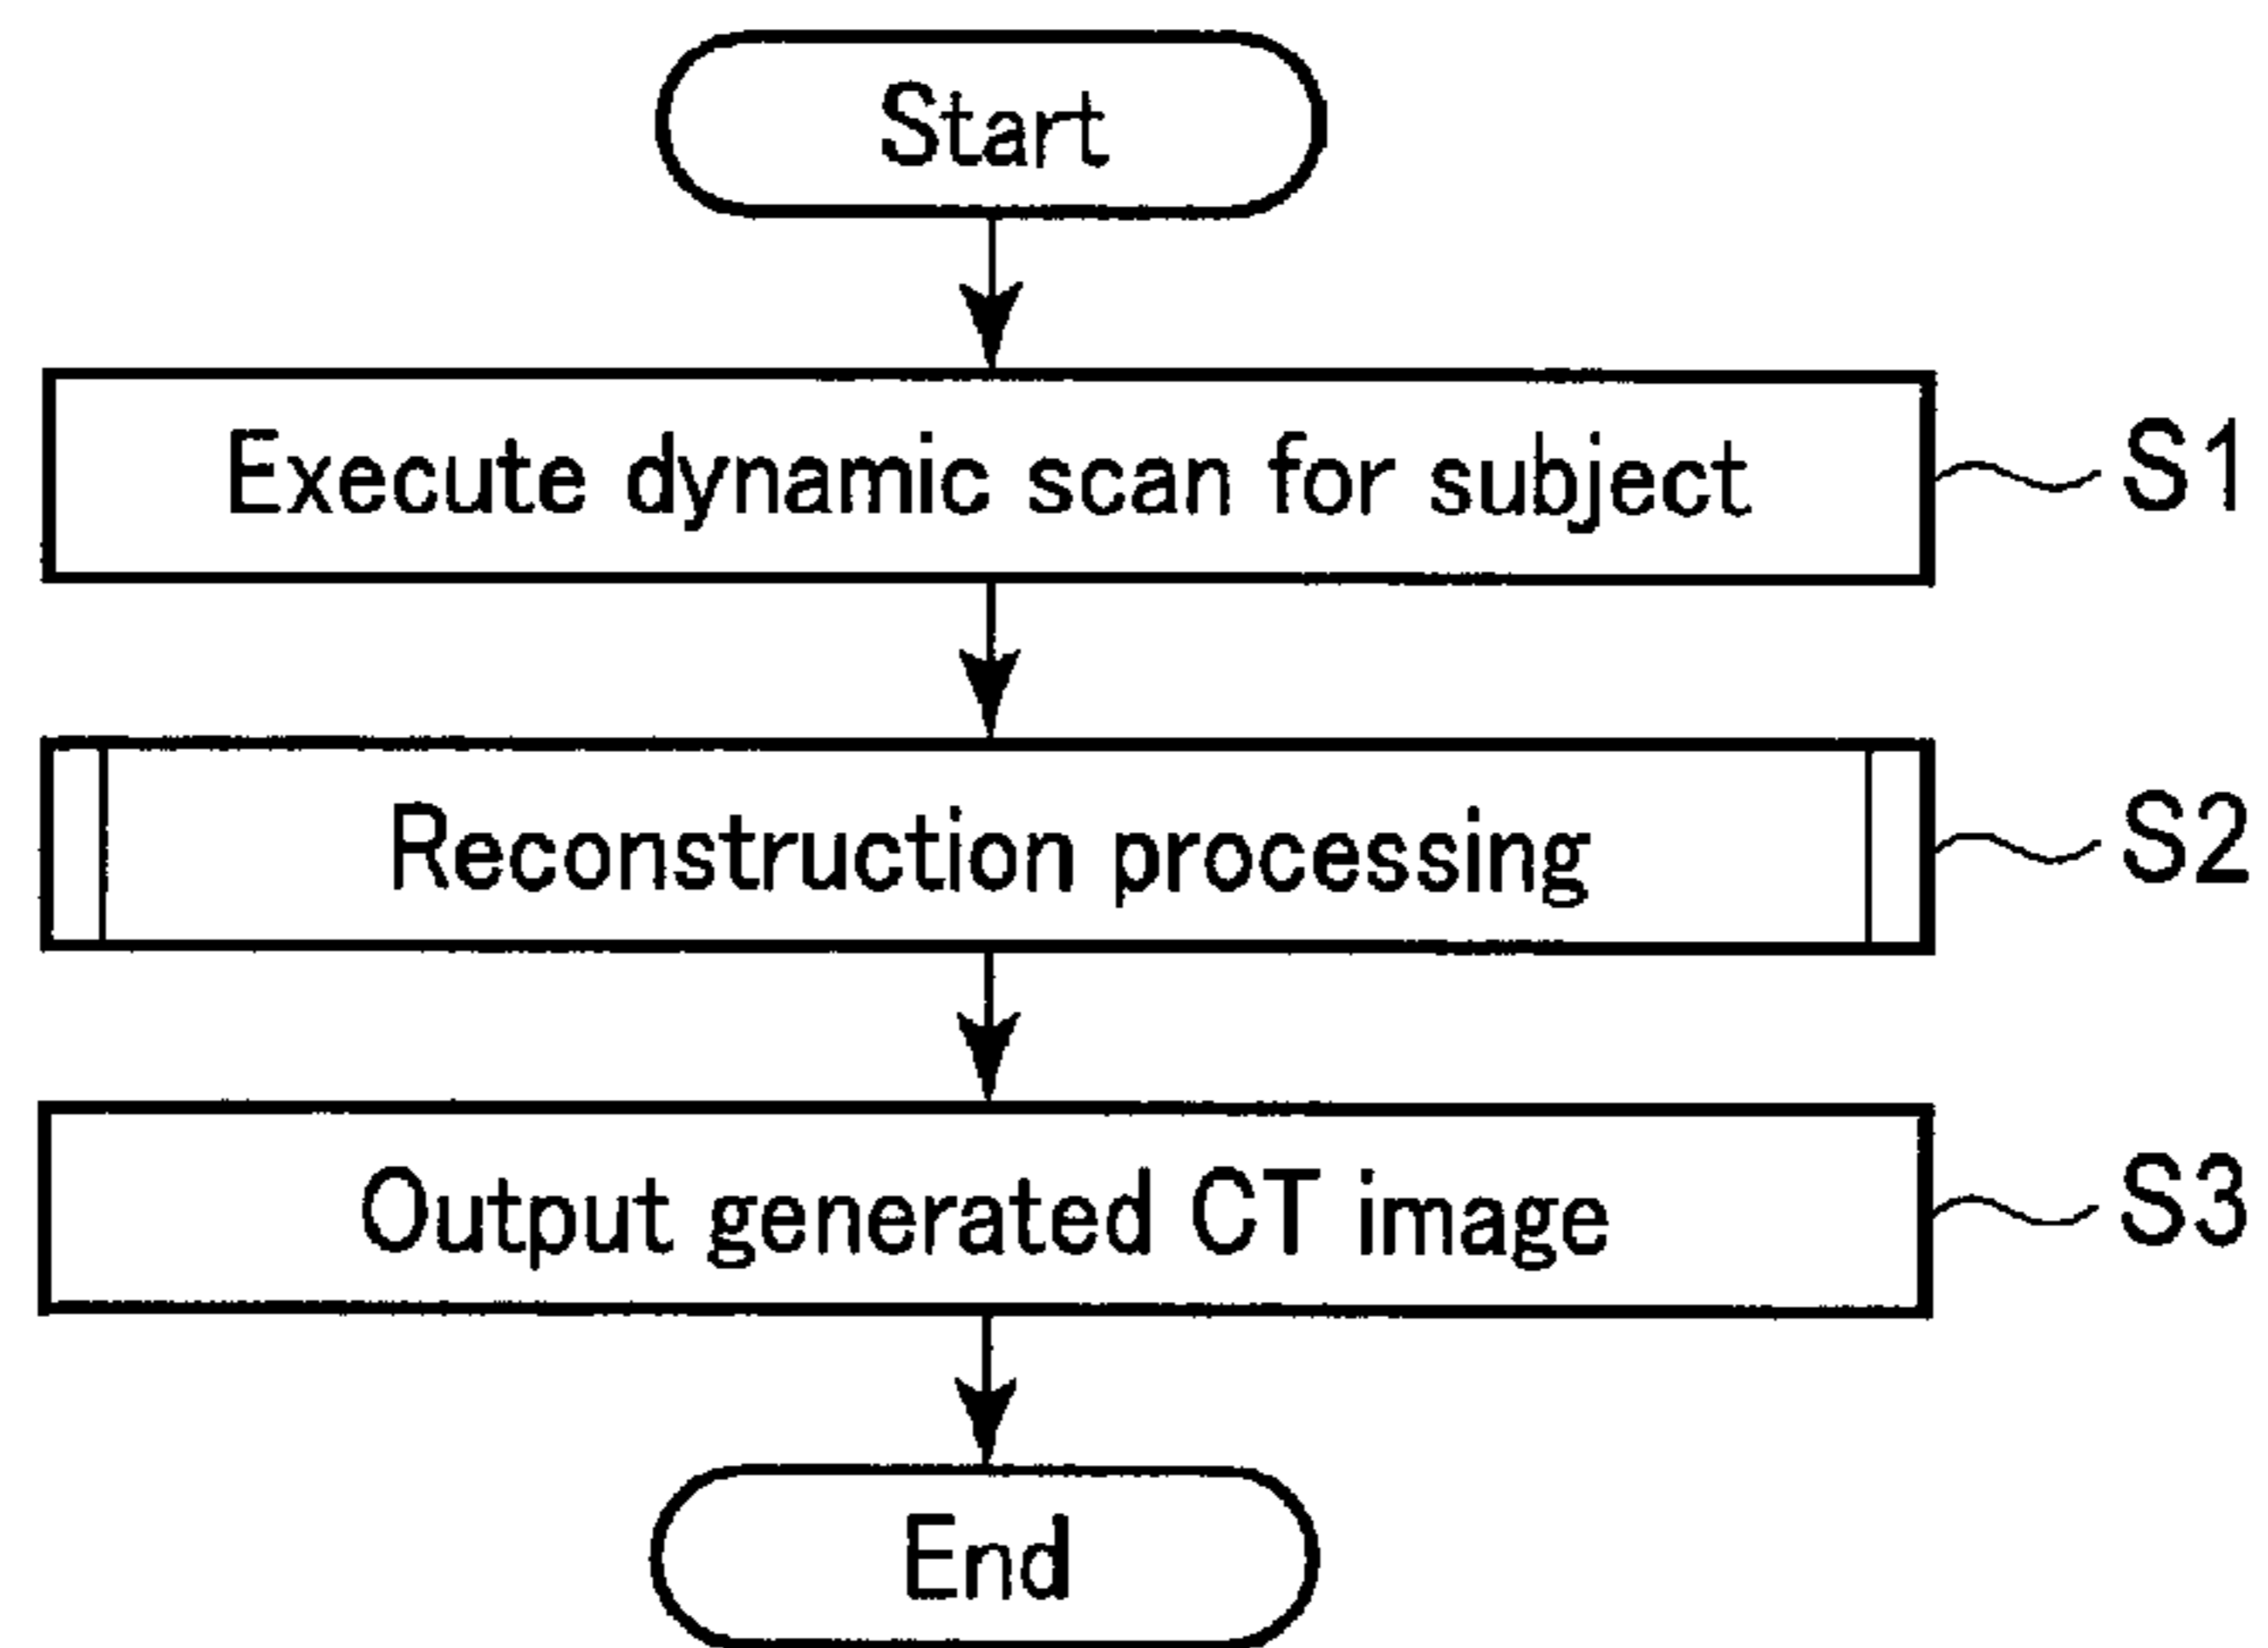 Start
Execute dynamic scan for subject S1
Reconstruction processing S2
Output generated CT image S3
End